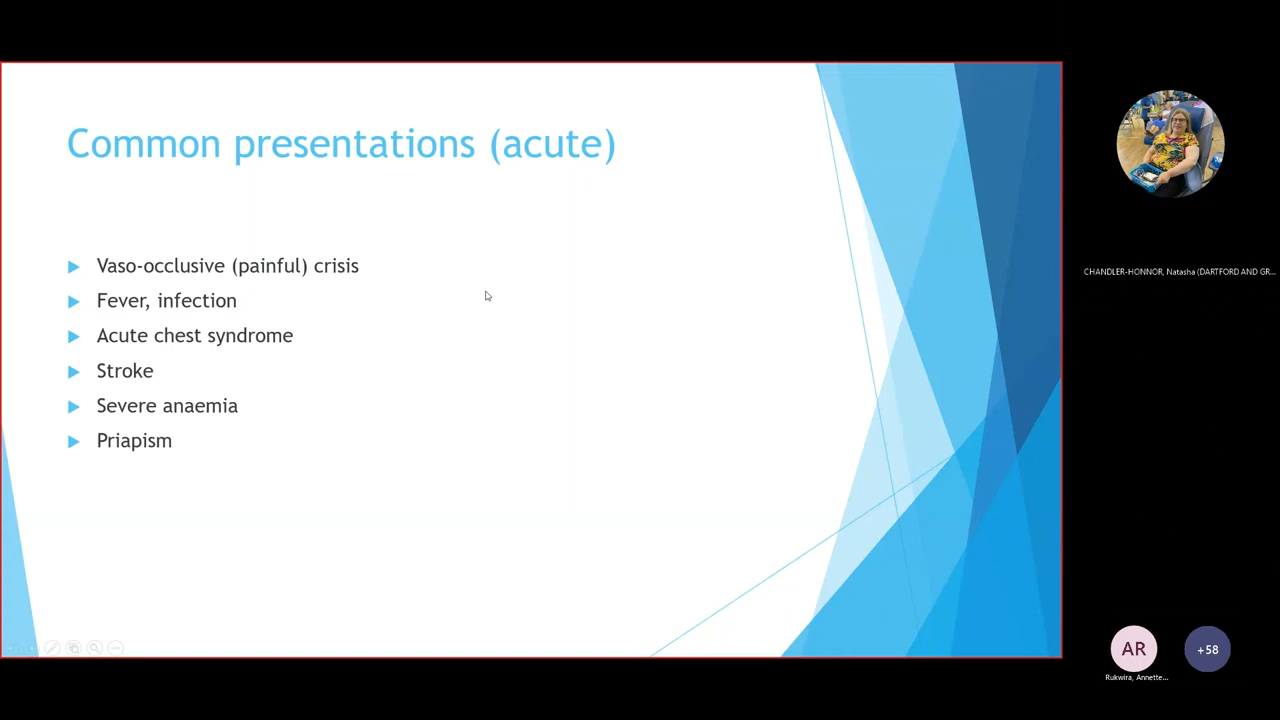 Common presentations (acute)
Vaso-occlusive (painful) crisis
Fever, infection
Acute chest syndrome
Stroke
Severe anaemia
Priapism
CHANDLER-HONNOR, Natasha (DARTFORD AND GR...
AR
+58
Rukwira, Annette...